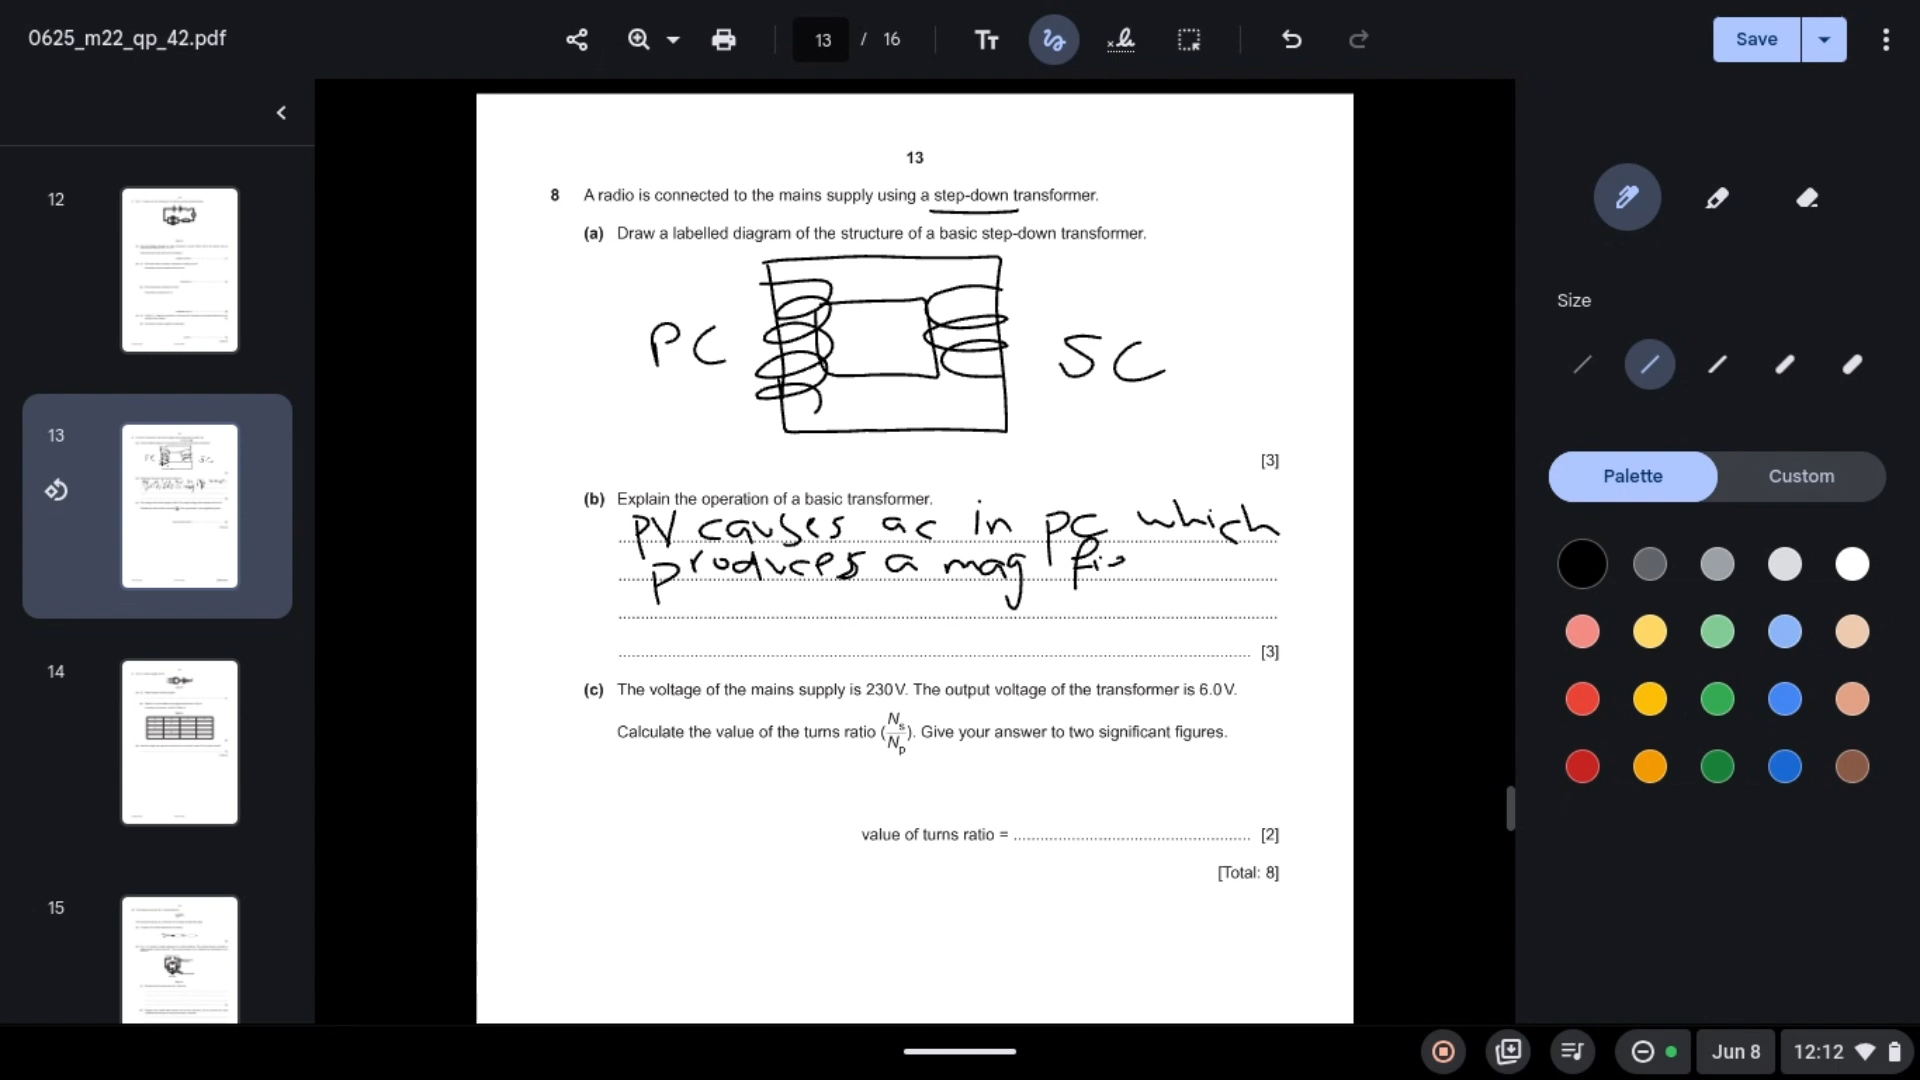 0625_m22_qp_42.pdf
13 / 16
Save
12
13
14
15
13
8 A radio is connected to the mains supply using a step-down transformer.
(a) Draw a labelled diagram of the structure of a basic step-down transformer.
PC
SC
[3]
(b) Explain the operation of a basic transformer.
PV causes ac in PC which
produces a mag
[3]
(c) The voltage of the mains supply is 230V. The output voltage of the transformer is 6.0V.
Calculate the value of the turns ratio (Ns/Np). Give your answer to two significant figures.
value of turns ratio = .................................................. [2]
[Total: 8]
Size
Palette
Custom
Jun 8
12:12